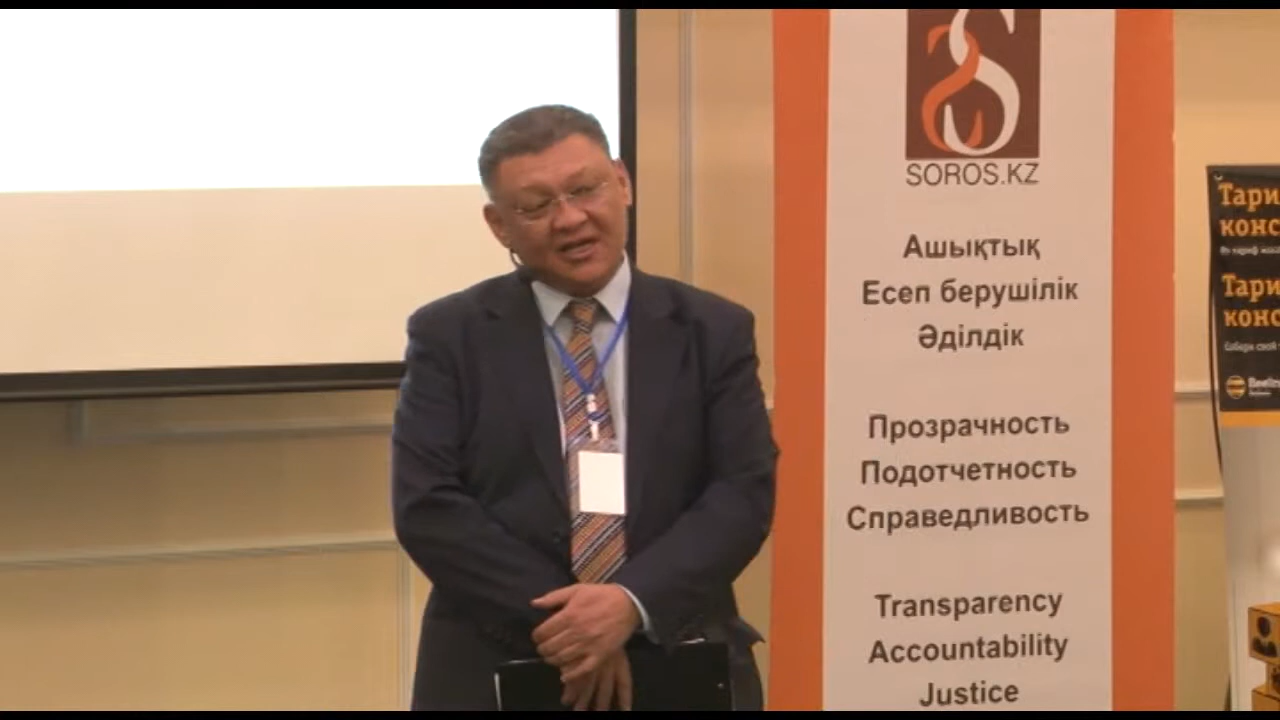 SOROS.KZ
Ашықтық
Есеп берушілік
Әділдік
Прозрачность
Подотчетность
Справедливость
Transparency
Accountability
Justice